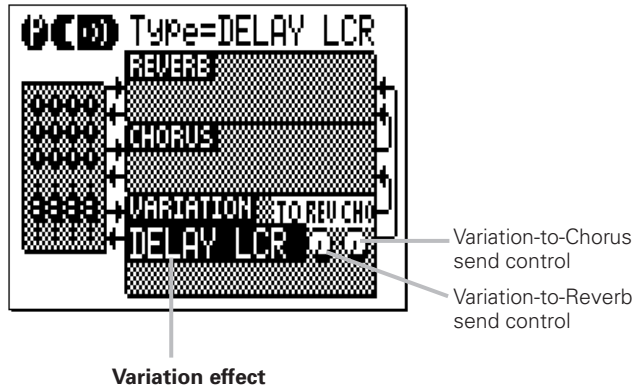 Type=DELAY LCR
REVERB
CHORUS
VARIATION TO REV CHO
DELAY LCR
Variation-to-Chorus
send control
Variation-to-Reverb
send control
Variation effect